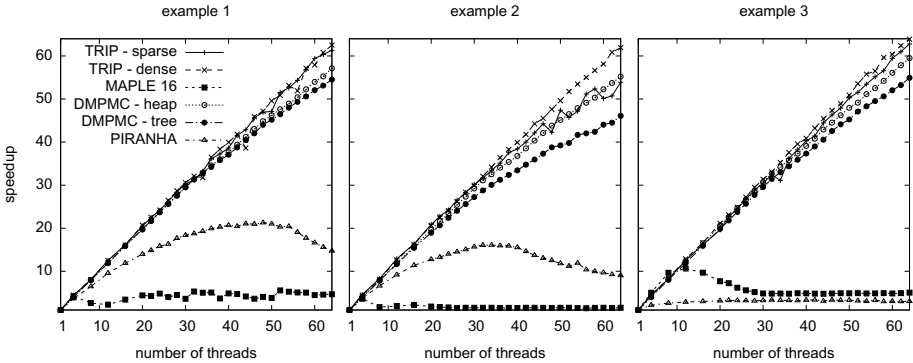 example 1
example 2
example 3
speedup
60
50
40
30
20
10
TRIP - sparse
TRIP - dense
MAPLE 16
DMPMC - heap
DMPMC - tree
PIRANHA
1 10 20 30 40 50 60
1 10 20 30 40 50 60
1 10 20 30 40 50 60
number of threads
number of threads
number of threads